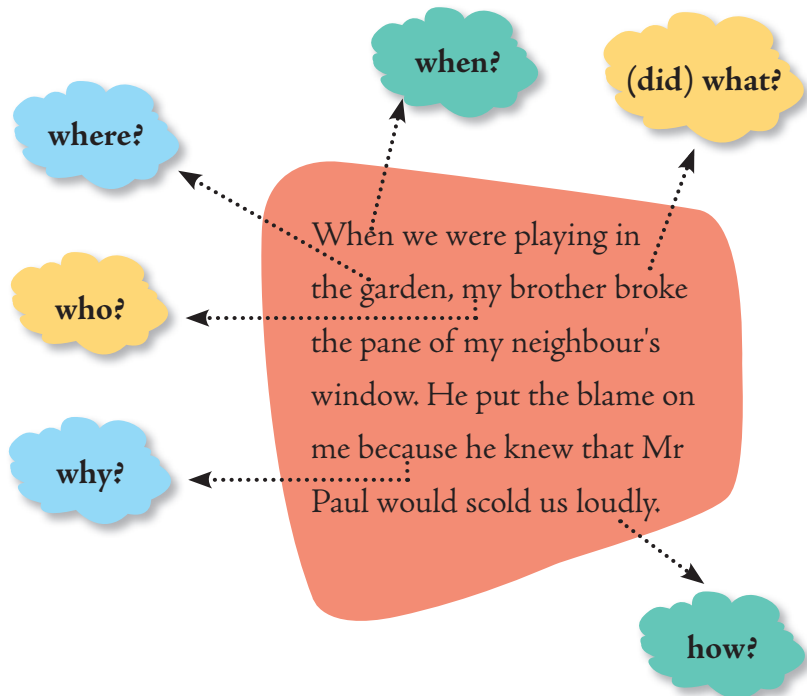 when?
(did) what?
where?
who?
why?
When we were playing in
the garden, my brother broke
the pane of my neighbour's
window. He put the blame on
me because he knew that Mr
Paul would scold us loudly.
how?